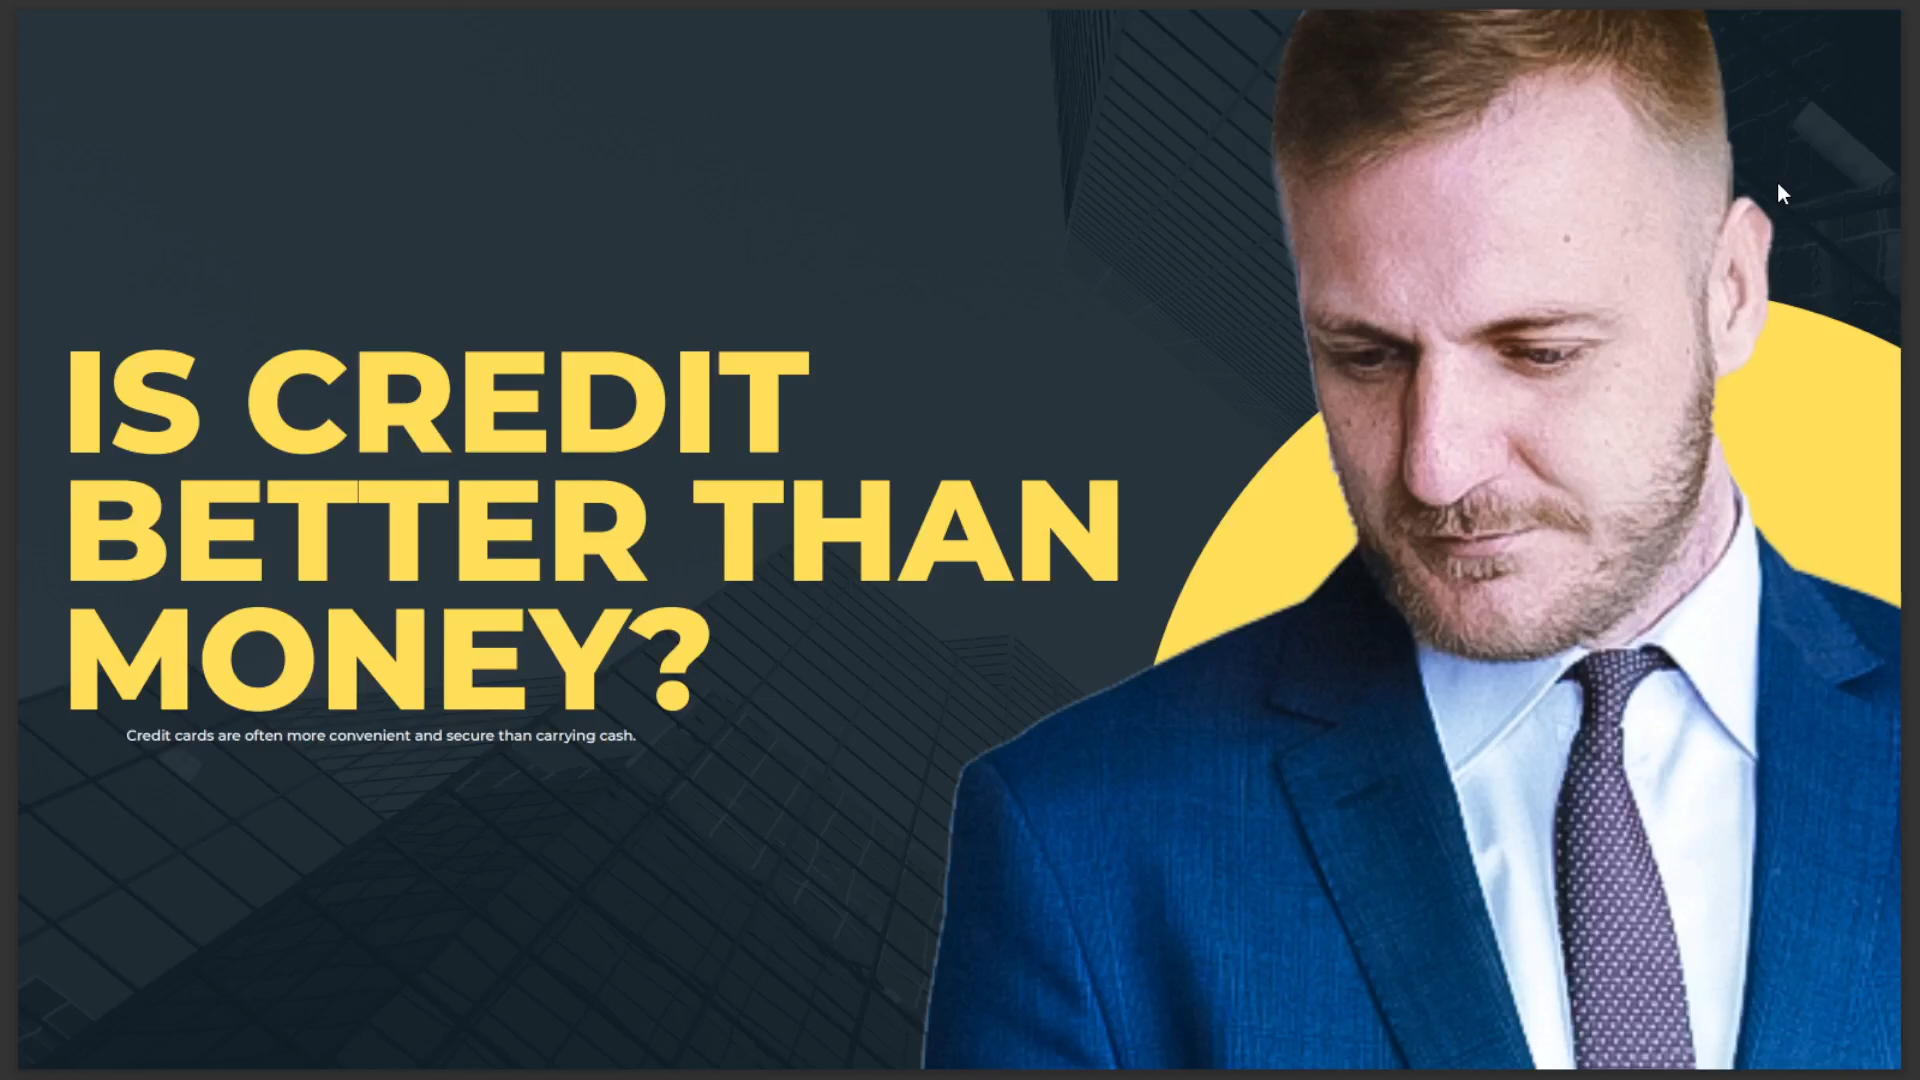 IS CREDIT
BETTER THAN
MONEY?
Credit cards are often more convenient and secure than carrying cash.